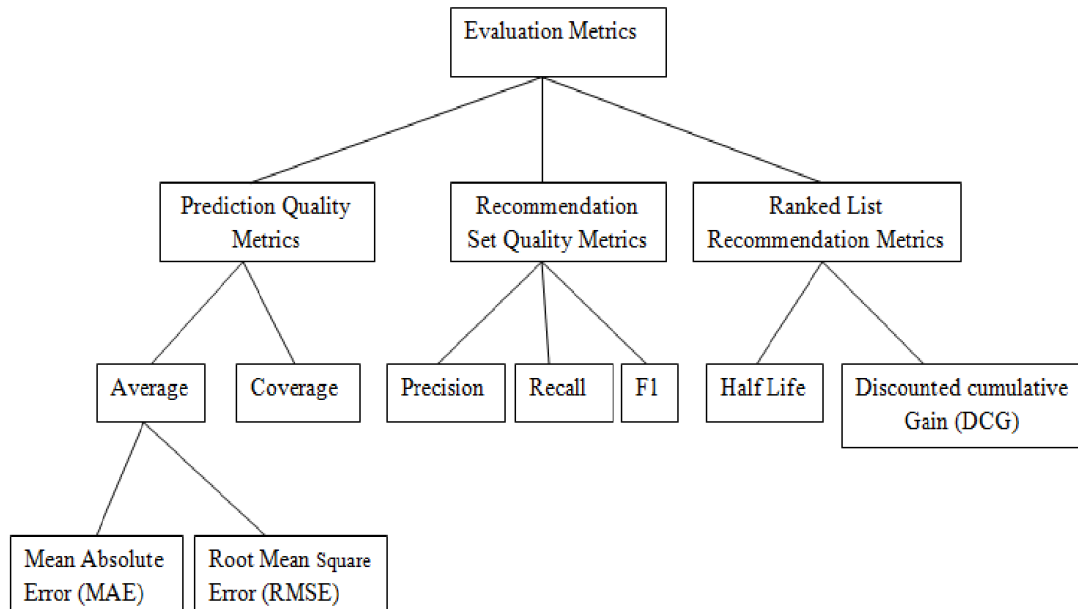 Evaluation Metrics
Prediction Quality
Metrics
Recommendation
Set Quality Metrics
Ranked List
Recommendation Metrics
Average
Coverage
Precision
Recall
F1
Half Life
Discounted cumulative
Gain (DCG)
Mean Absolute
Error (MAE)
Root Mean Square
Error (RMSE)